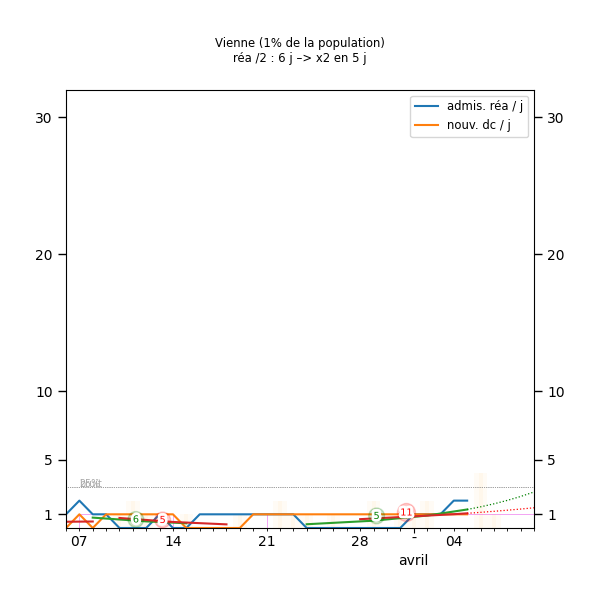 Vienne (1% de la population)
réa /2 : 6 j –> x2 en 5 j
admis. réa / j
nouv. dc / j
30 30
20 20
10 10
5 5
1 1
6 5 5 11
07 14 21 28 - 04
avril